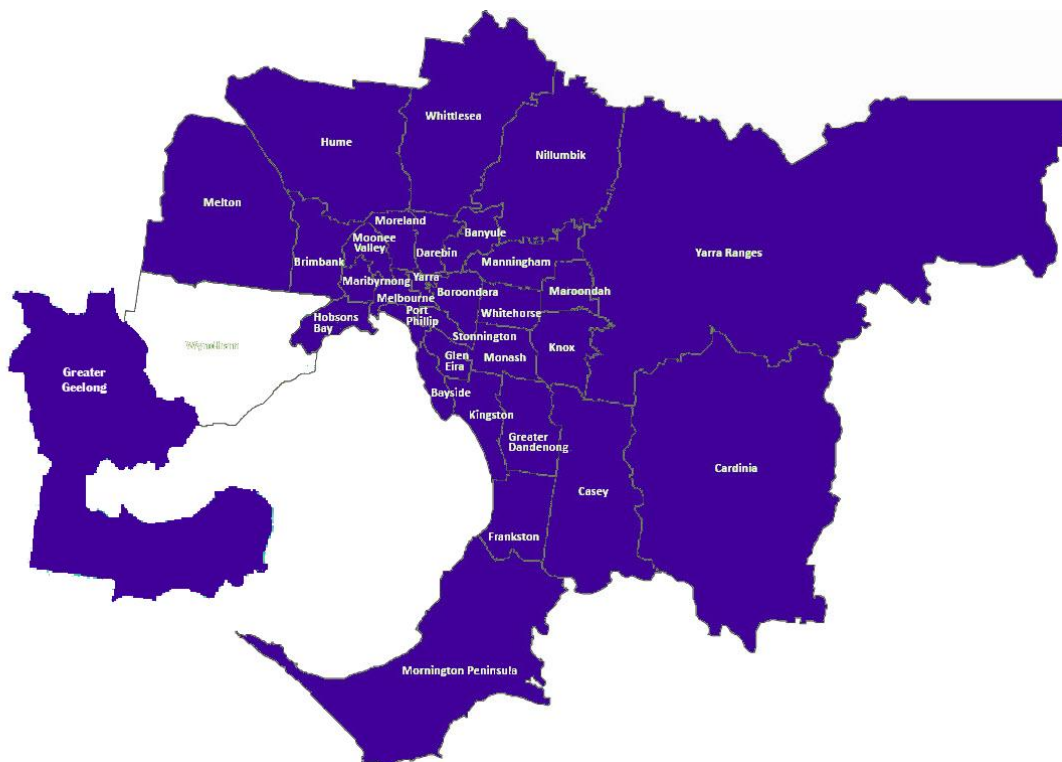 Whittlesea
Hume
Nillumbik
Melton
Moreland
Banyule
Moonee
Valley
Darebin
Brimbank
Manningham
Yarra Ranges
Maribyrnong
Yarra
Boroondara
Maroondah
Melbourne
Port
Phillip
Whitehorse
Hobsons
Bay
Stonnington
Knox
Glen
Eira
Monash
Greater
Geelong
Bayside
Kingston
Greater
Dandenong
Cardinia
Casey
Frankston
Mornington Peninsula